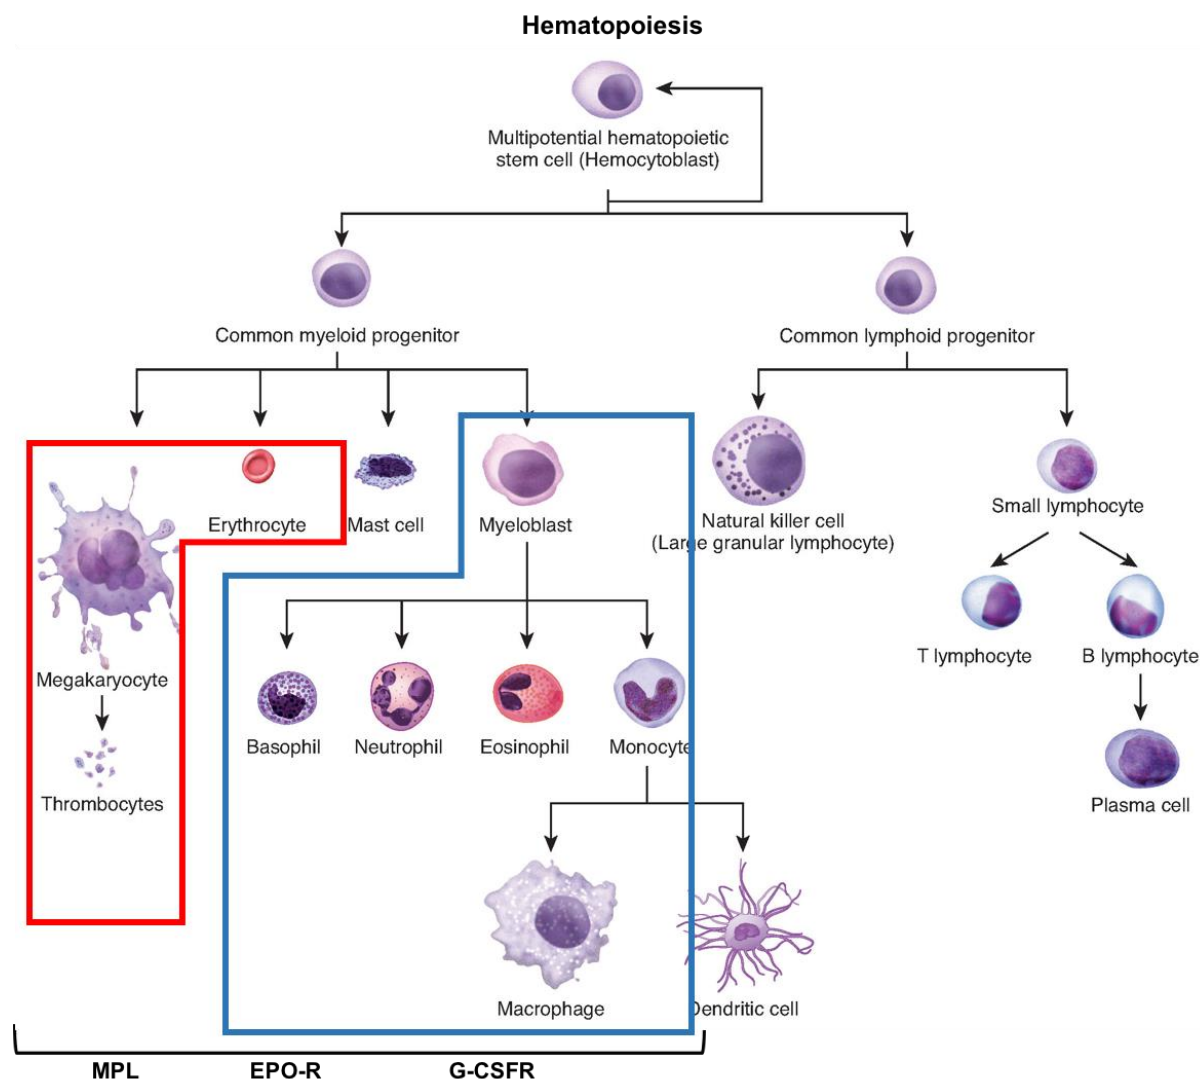 Hematopoiesis
Multipotential hematopoietic
stem cell (Hemocytoblast)
Common myeloid progenitor
Common lymphoid progenitor
Erythrocyte
Mast cell
Myeloblast
Natural killer cell
(Large granular lymphocyte)
Small lymphocyte
T lymphocyte
B lymphocyte
Megakaryocyte
Basophil
Neutrophil
Eosinophil
Monocyte
Thrombocytes
Plasma cell
Macrophage
Dendritic cell
MPL
EPO-R
G-CSFR